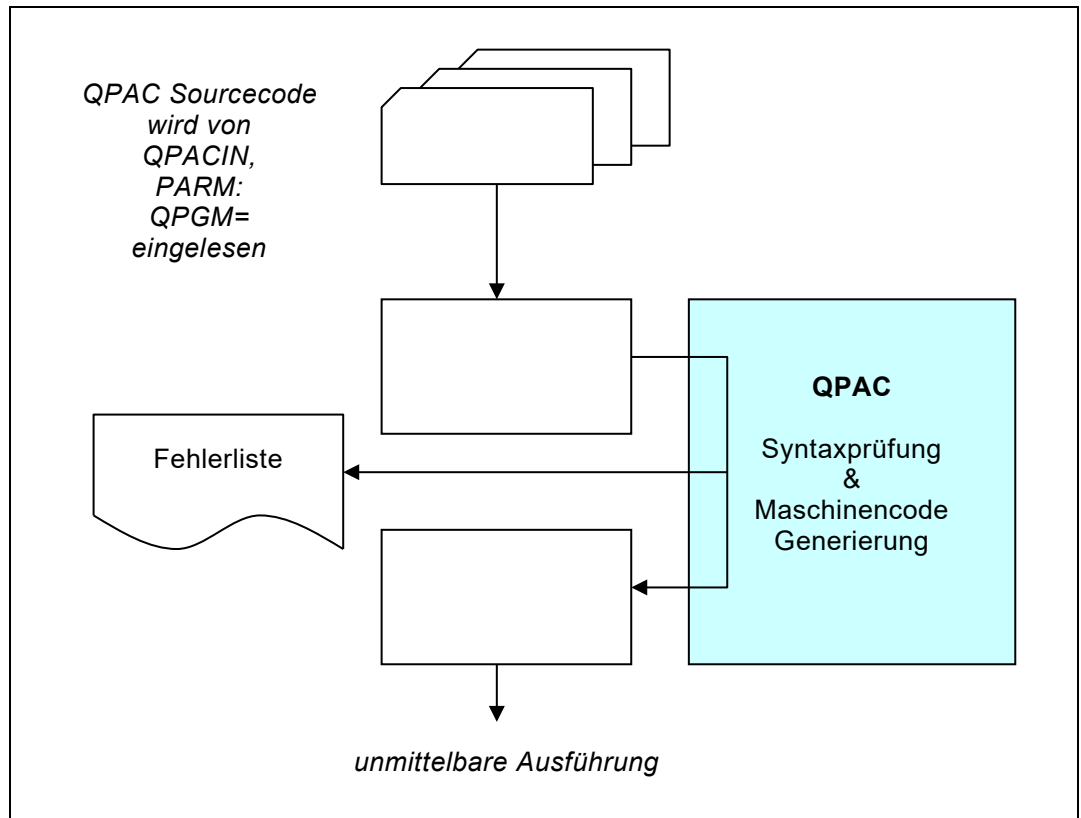 QPAC Sourcecode
wird von
QPACIN,
PARM:
QPGM=
eingelesen
QPAC
Syntaxprüfung
&
Maschinencode
Generierung
Fehlerliste
unmittelbare Ausführung